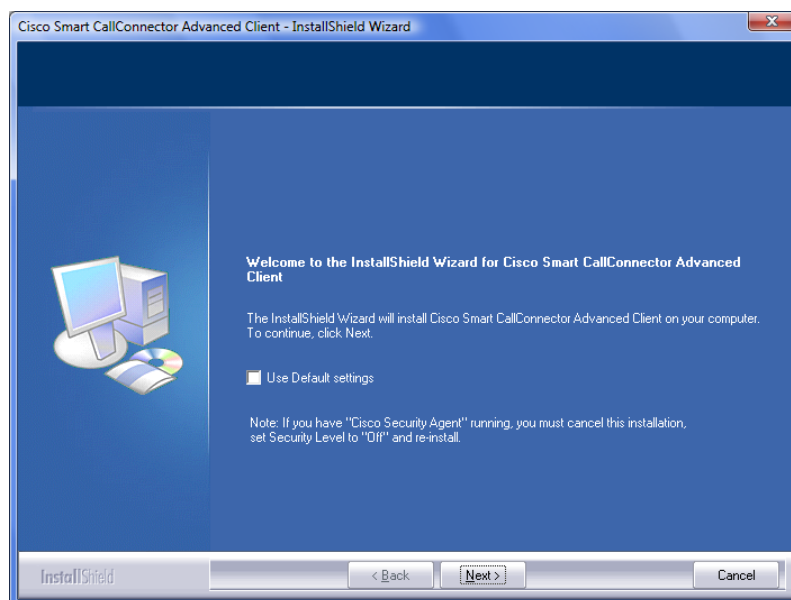 Cisco Smart CallConnector Advanced Client - InstallShield Wizard
Welcome to the InstallShield Wizard for Cisco Smart CallConnector Advanced
Client
The InstallShield Wizard will install Cisco Smart CallConnector Advanced Client on your computer.
To continue, click Next.
Use Default settings
Note: If you have "Cisco Security Agent" running, you must cancel this installation,
set Security Level to "Off" and re-install.
InstallShield
< Back
Next >
Cancel